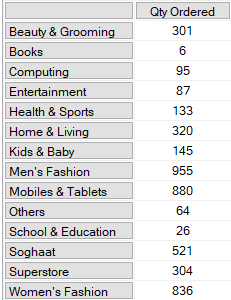 Qty Ordered
Beauty & Grooming 301
Books 6
Computing 95
Entertainment 87
Health & Sports 133
Home & Living 320
Kids & Baby 145
Men's Fashion 955
Mobiles & Tablets 880
Others 64
School & Education 26
Soghaat 521
Superstore 304
Women's Fashion 836